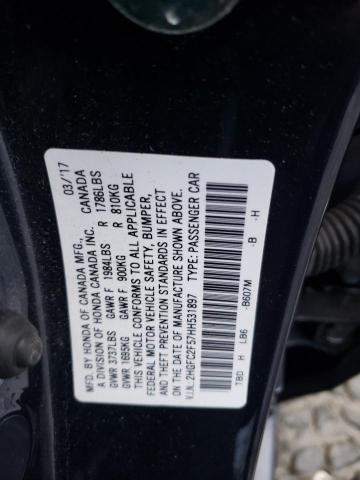 MFD. BY HONDA OF CANADA MFG., 03/17
A DIVISION OF HONDA CANADA INC. CANADA
GVWR 3737LBS GAWR F 1984LBS R 1786LBS
GVWR 1695KG GAWR F 900KG R 810KG
THIS VEHICLE CONFORMS TO ALL APPLICABLE
FEDERAL MOTOR VEHICLE SAFETY, BUMPER,
AND THEFT PREVENTION STANDARDS IN EFFECT
ON THE DATE OF MANUFACTURE SHOWN ABOVE.
V.I.N.: 2HGFC2F57HH531897 TYPE: PASSENGER CAR
TBD H LB6 -B607M -B -H